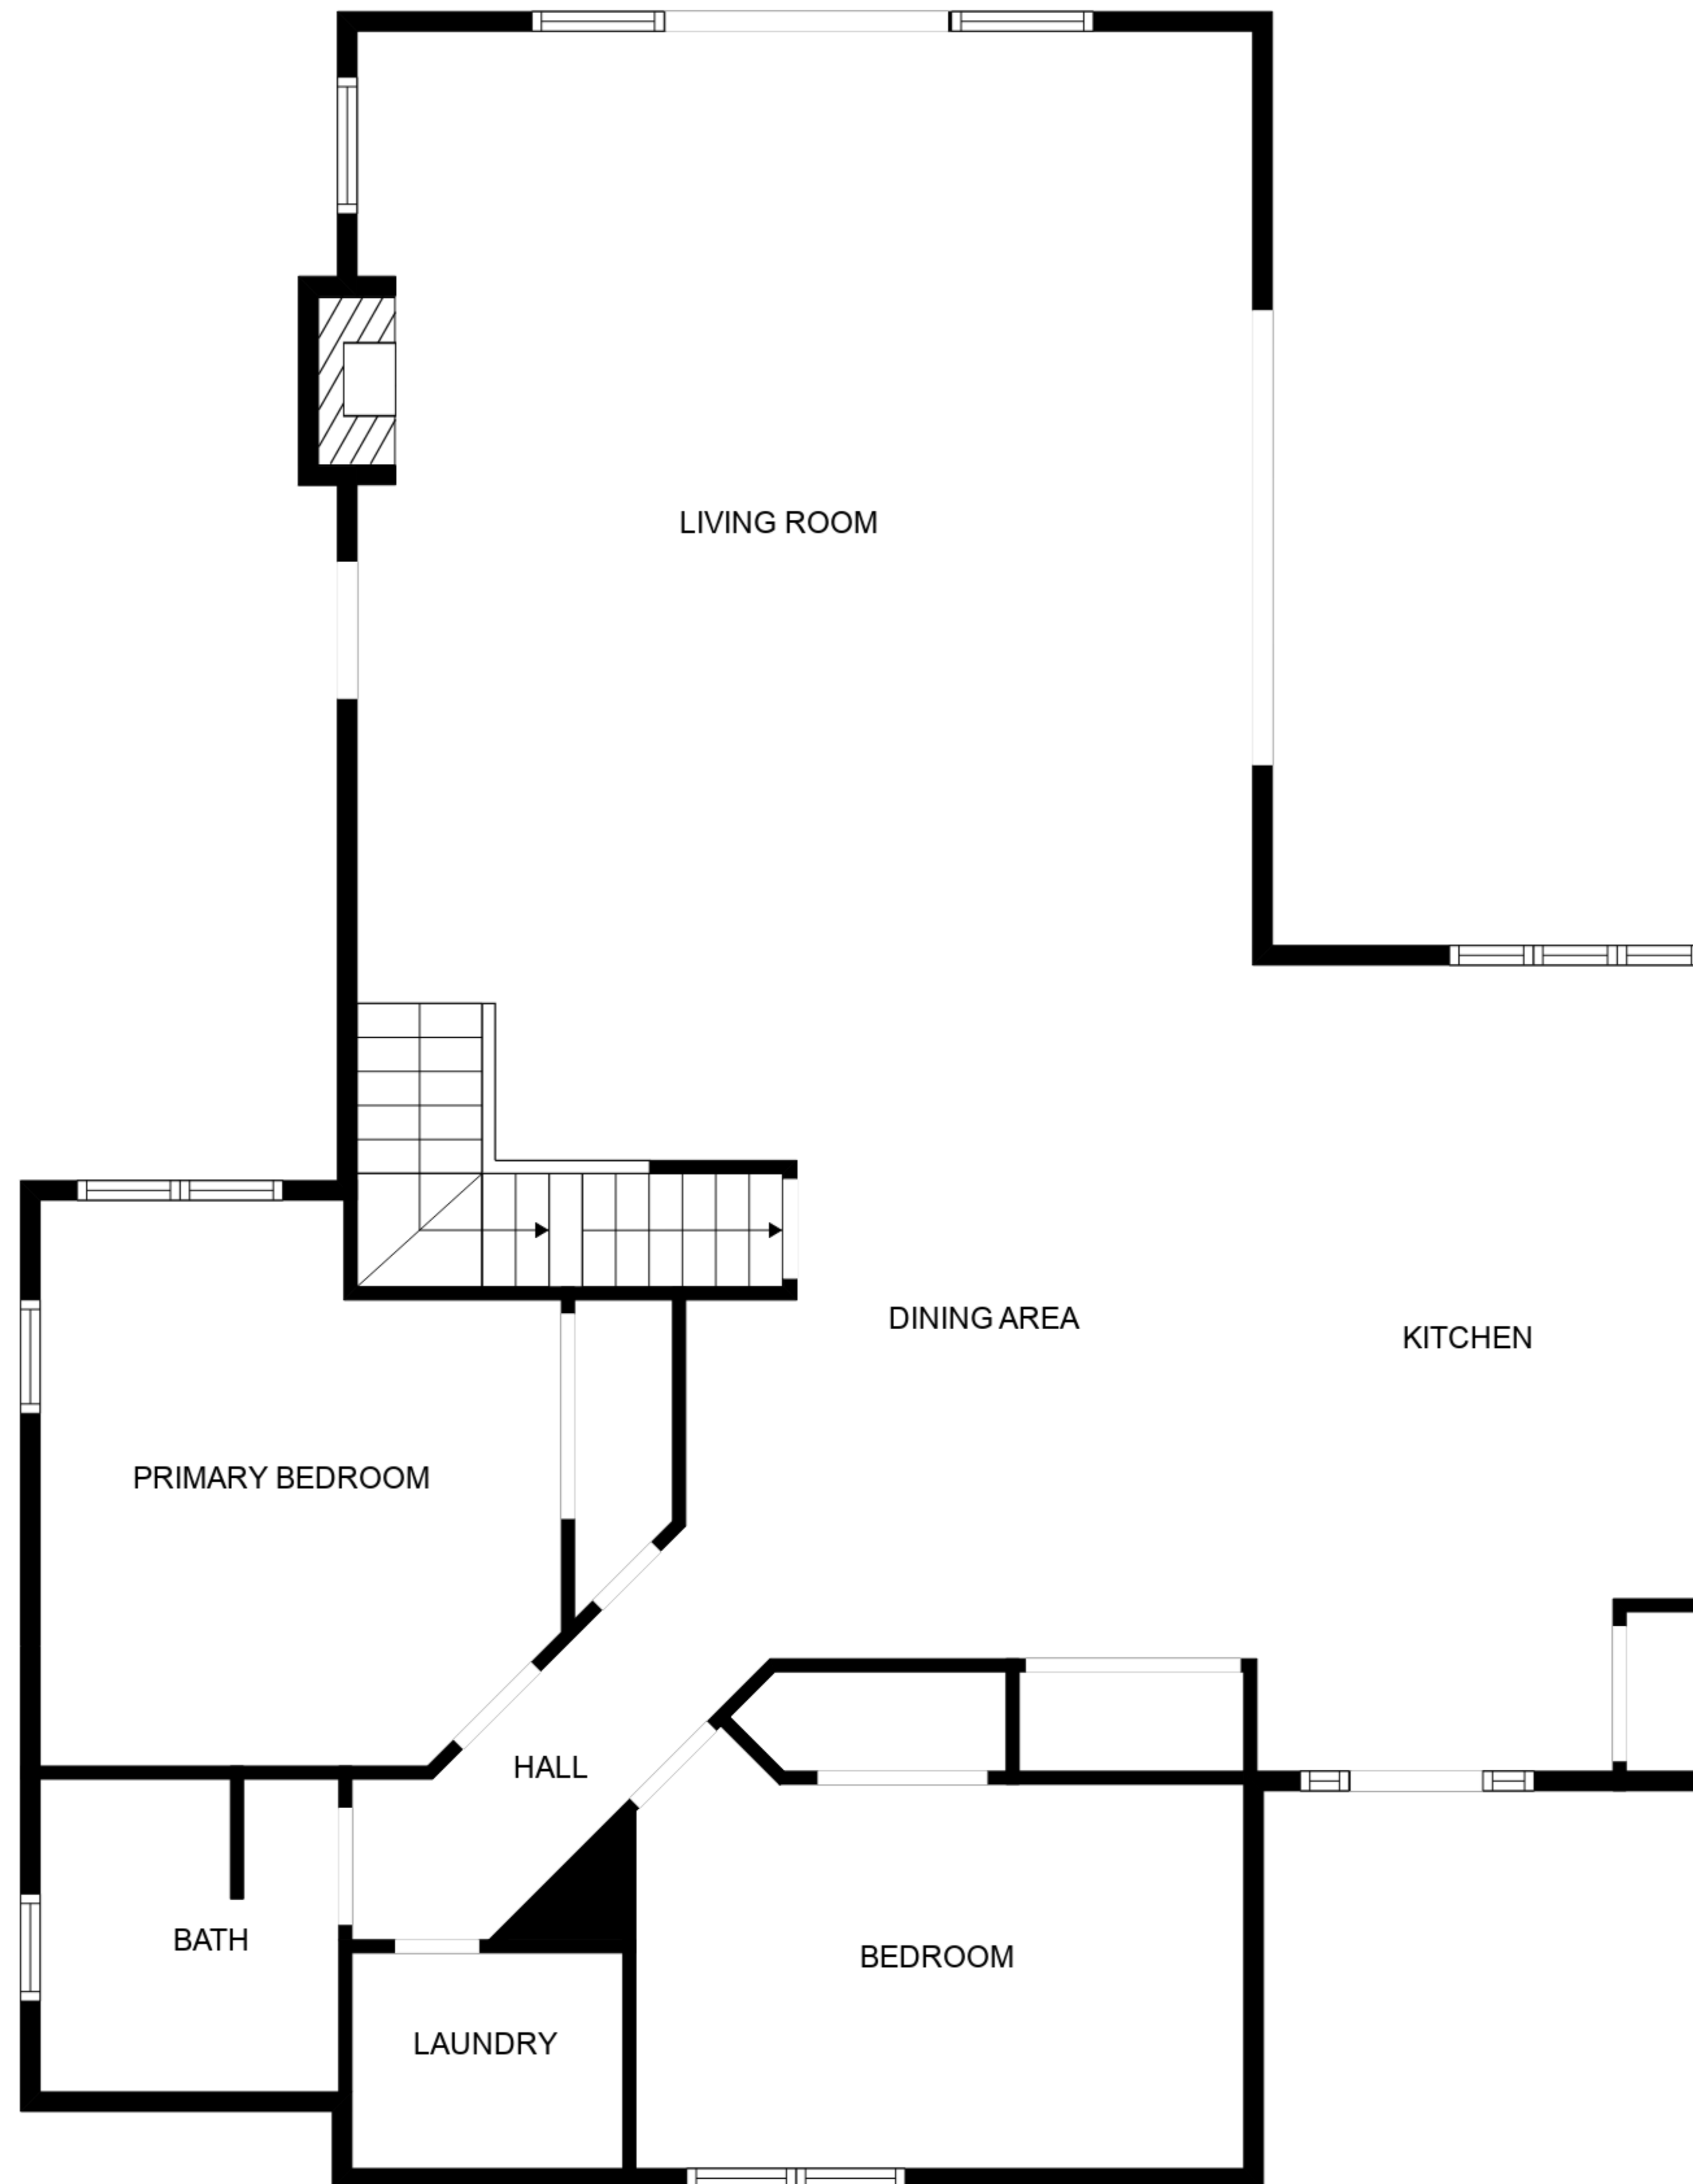 LIVING ROOM
DINING AREA
KITCHEN
PRIMARY BEDROOM
HALL
BATH
BEDROOM
LAUNDRY